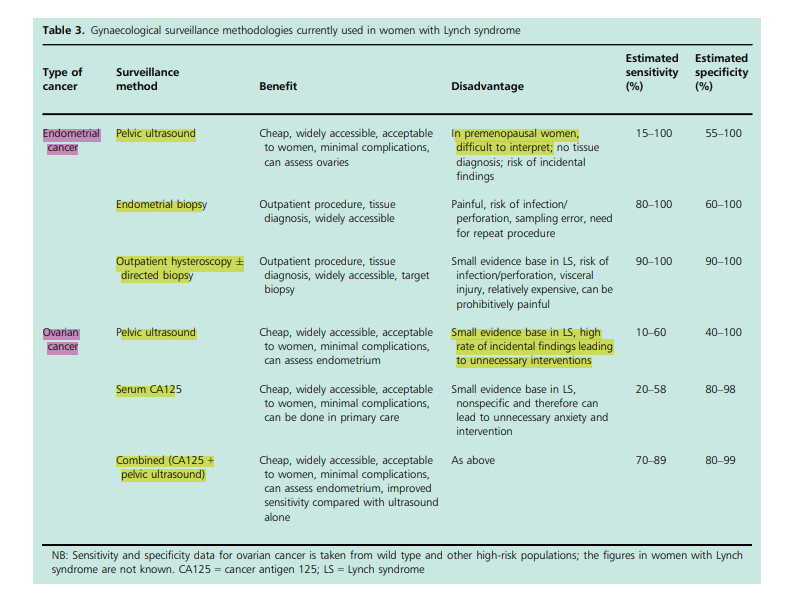 Table 3. Gynaecological surveillance methodologies currently used in women with Lynch syndrome
Type of cancer Surveillance method Benefit Disadvantage Estimated sensitivity (%) Estimated specificity (%)
Endometrial cancer
Pelvic ultrasound
Cheap, widely accessible, acceptable
to women, minimal complications,
can assess ovaries
In premenopausal women,
difficult to interpret; no tissue
diagnosis; risk of incidental
findings
15–100
55–100
Endometrial biopsy
Outpatient procedure, tissue
diagnosis, widely accessible
Painful, risk of infection/
perforation, sampling error, need
for repeat procedure
80–100
60–100
Outpatient hysteroscopy ±
directed biopsy
Outpatient procedure, tissue
diagnosis, widely accessible, target
biopsy
Small evidence base in LS, risk of
infection/perforation, visceral
injury, relatively expensive, can be
prohibitively painful
90–100
90–100
Ovarian
cancer
Pelvic ultrasound
Cheap, widely accessible, acceptable
to women, minimal complications,
can assess endometrium
Small evidence base in LS, high
rate of incidental findings leading
to unnecessary interventions
10–60
40–100
Serum CA125
Cheap, widely accessible, acceptable
to women, minimal complications,
can be done in primary care
Small evidence base in LS,
nonspecific and therefore can
lead to unnecessary anxiety and
intervention
20–58
80–98
Combined (CA125 +
pelvic ultrasound)
Cheap, widely accessible, acceptable
to women, minimal complications,
can assess endometrium, improved
sensitivity compared with ultrasound
alone
As above
70–89
80–99
NB: Sensitivity and specificity data for ovarian cancer is taken from wild type and other high-risk populations; the figures in women with Lynch
syndrome are not known. CA125 = cancer antigen 125; LS = Lynch syndrome